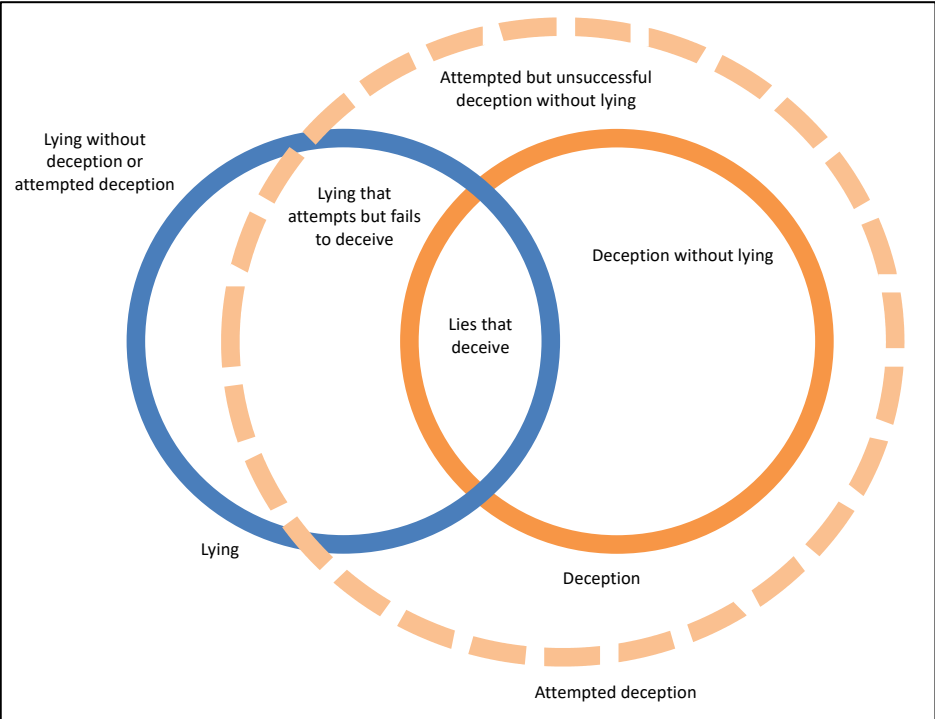 Attempted but unsuccessful
deception without lying
Lying without
deception or
attempted deception
Lying that
attempts but fails
to deceive
Deception without lying
Lies that
deceive
Lying
Deception
Attempted deception